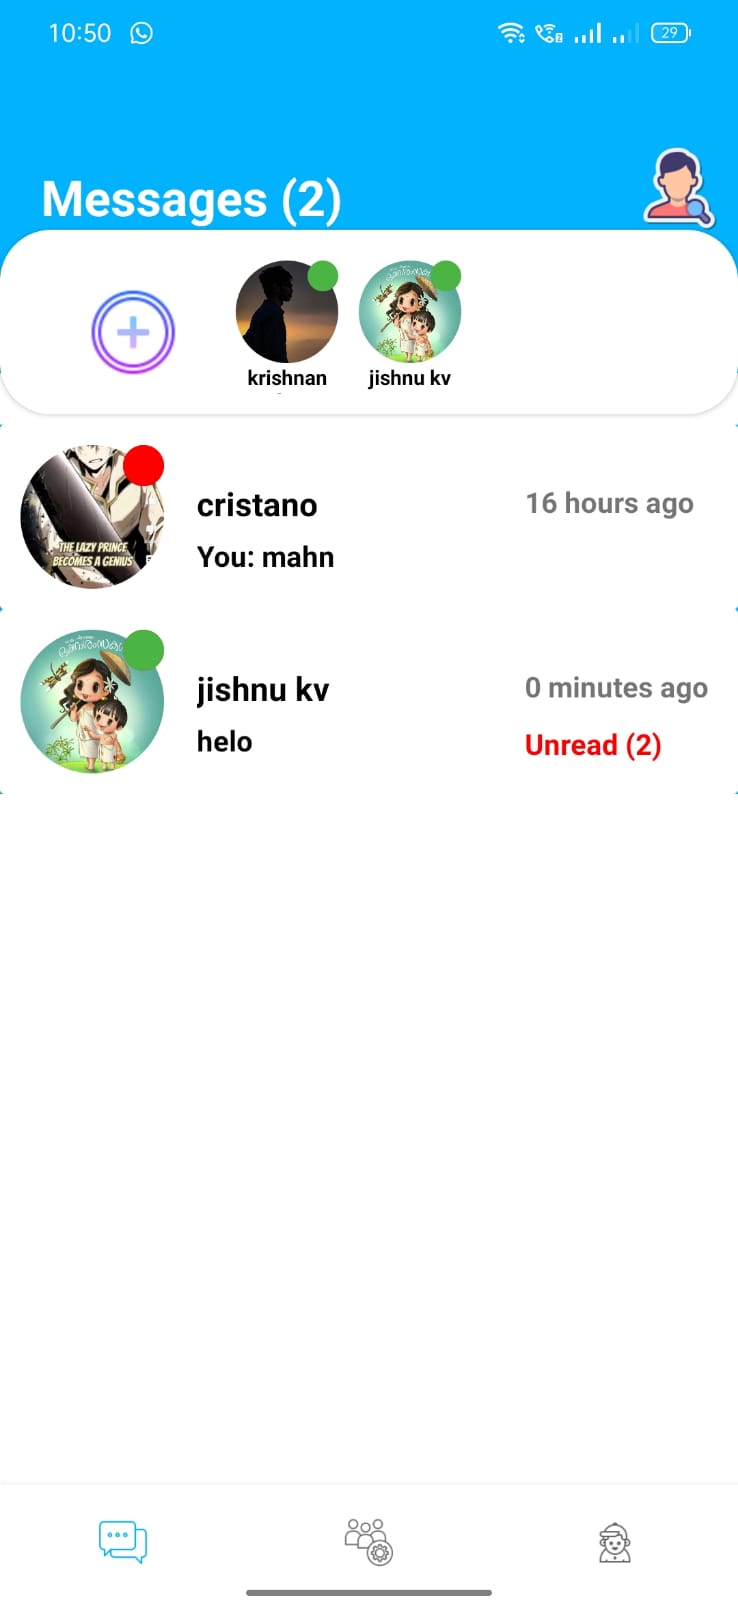 10:50
29
Messages (2)
krishnan
jishnu kv
cristano
16 hours ago
You: mahn
THE LAZY PRINCE
BECOMES A GENIUS
jishnu kv
0 minutes ago
helo
Unread (2)